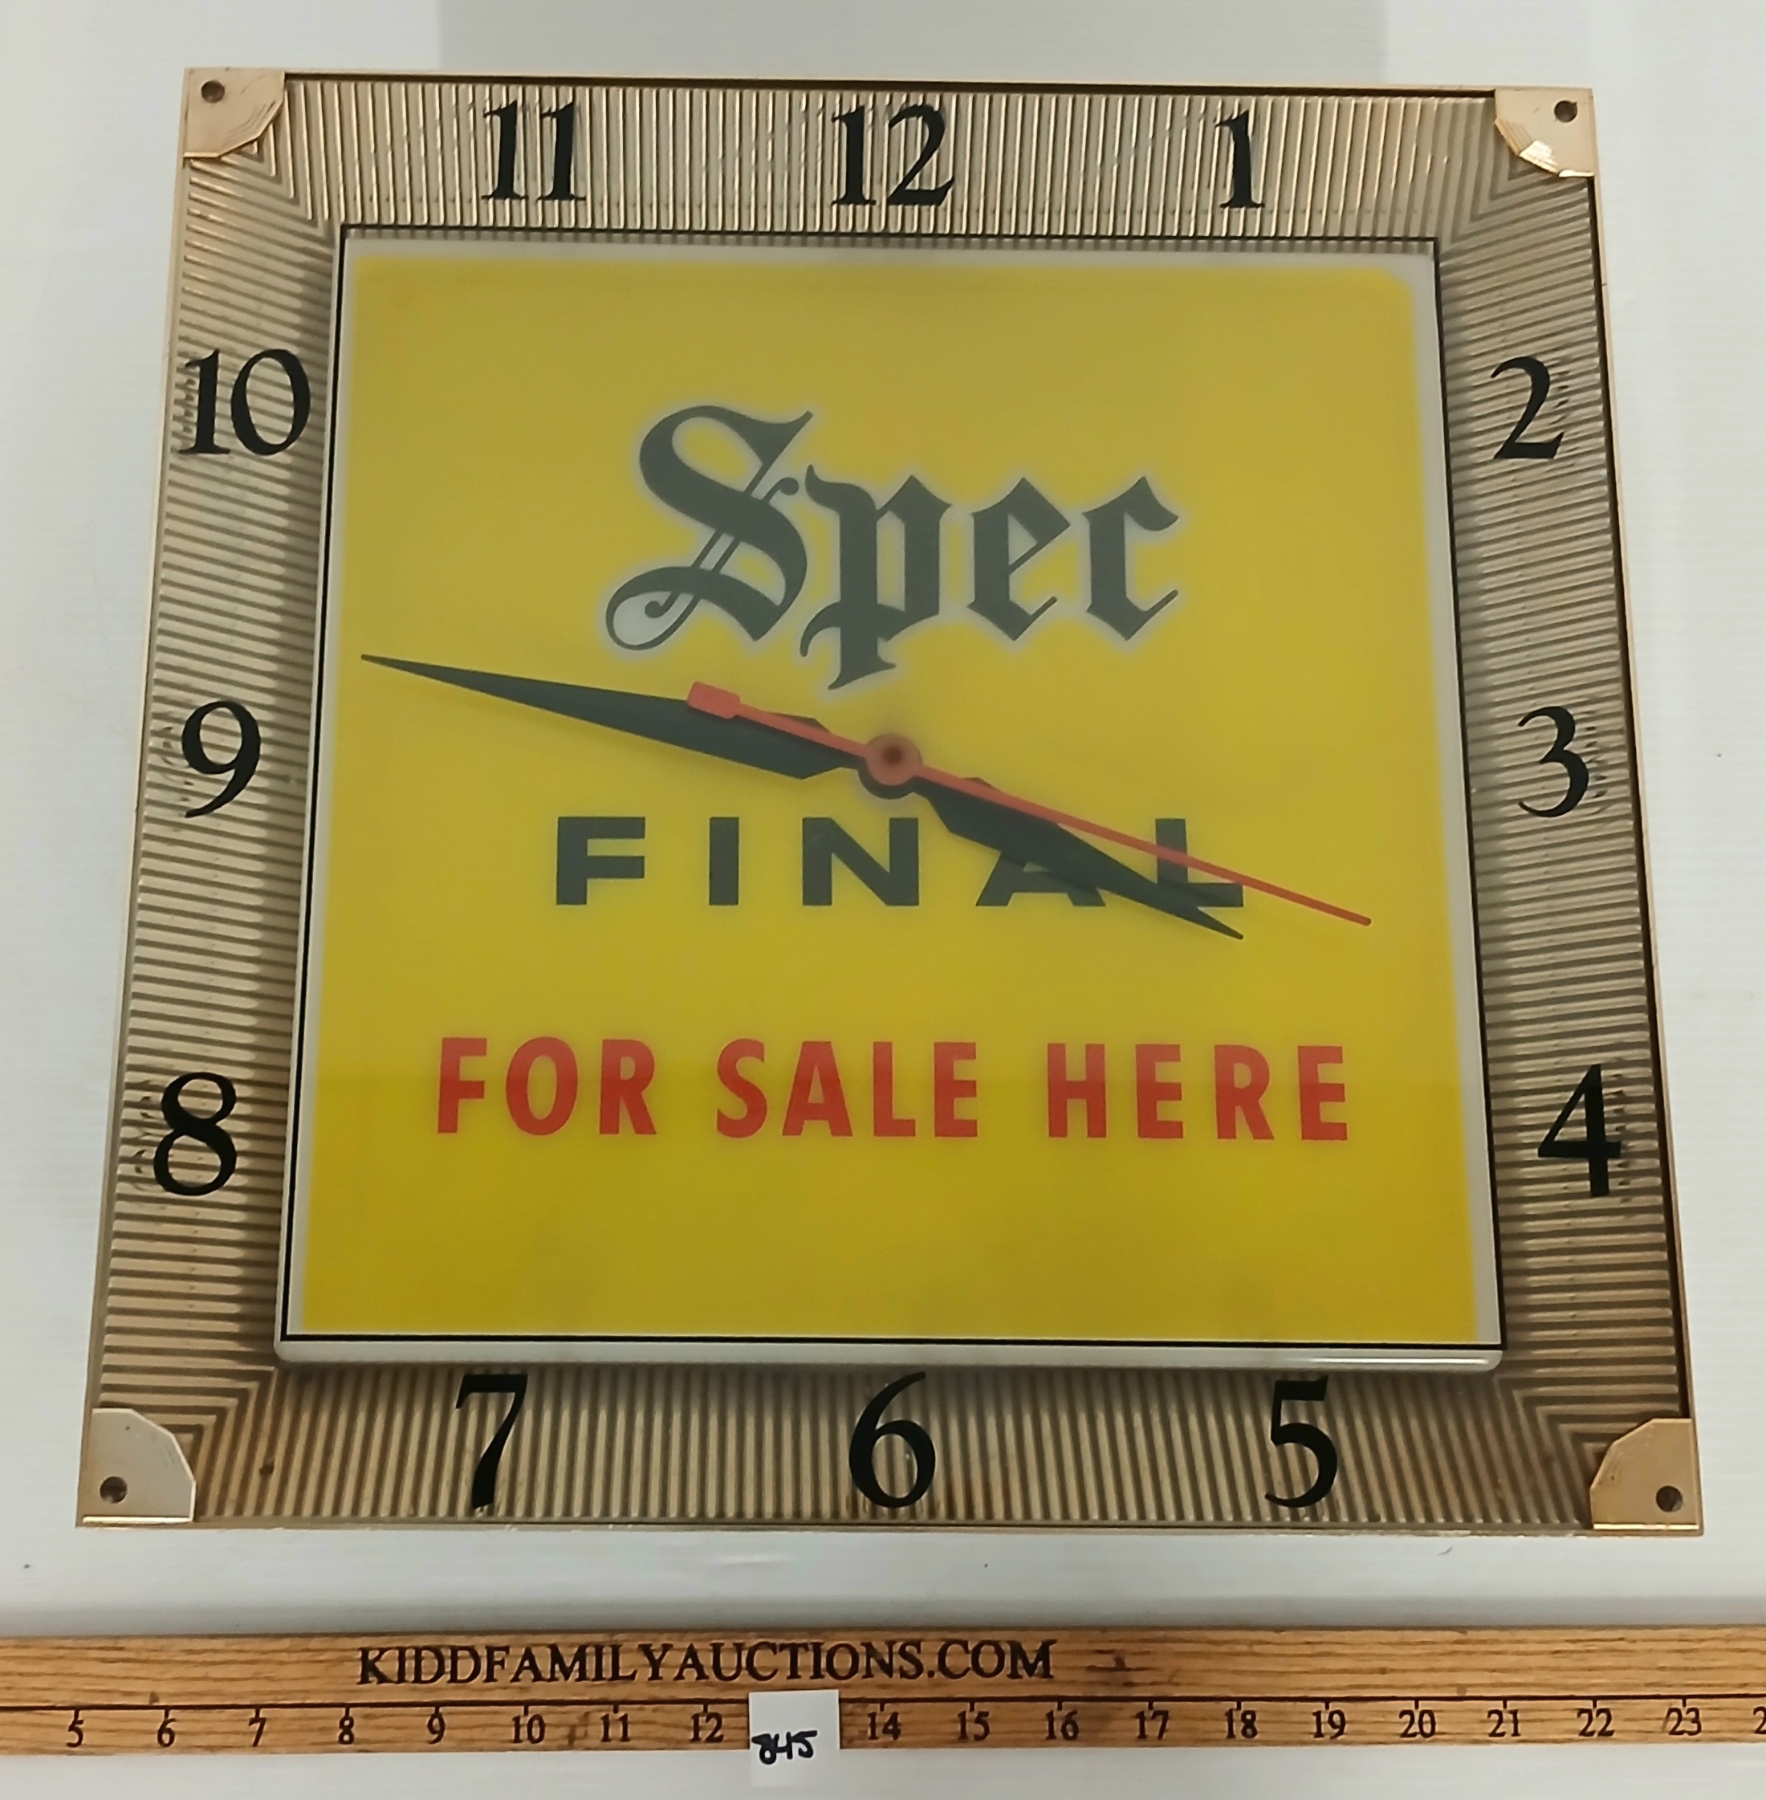 11 12 1
10 2
Spec
9 3
FINAL
FOR SALE HERE
8 4
7 6 5
KIDDFAMILYAUCTIONS.COM
5 6 7 8 9 10 11 12 14 15 16 17 18 19 20 21 22 23 2
845